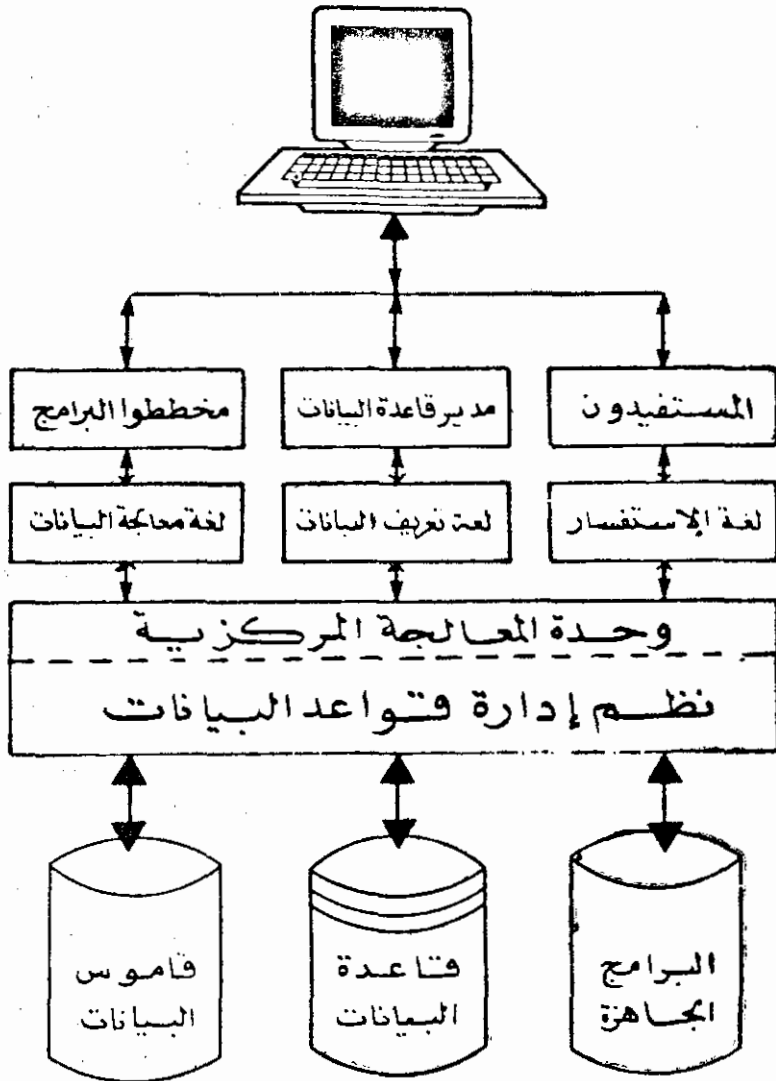 المستفيدون
مدير قاعدة البيانات
مخططوا البرامج
لغة الإستفسار
لغة تعريف البيانات
لغة معالجة البيانات
وحدة المعالجة المركزية
نظم إدارة قواعد البيانات
البرامج
الجاهزة
قاعدة
البيانات
قاموس
البيانات